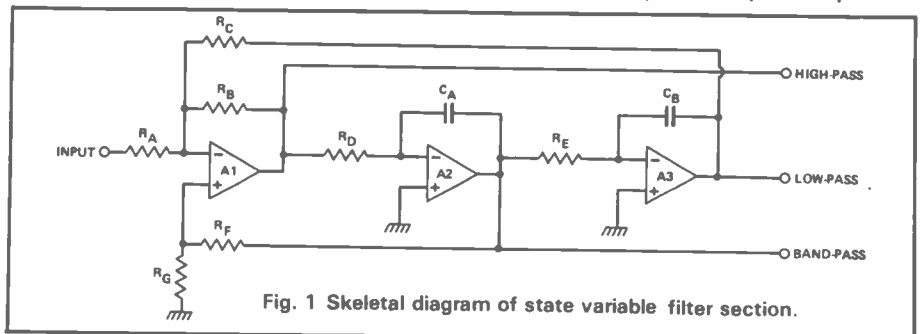 RC
HIGH-PASS
RB
CA
CB
RA
RD
RE
INPUT
−
A1
+
−
A2
+
−
A3
+
LOW-PASS
RF
BAND-PASS
RG
Fig. 1 Skeletal diagram of state variable filter section.